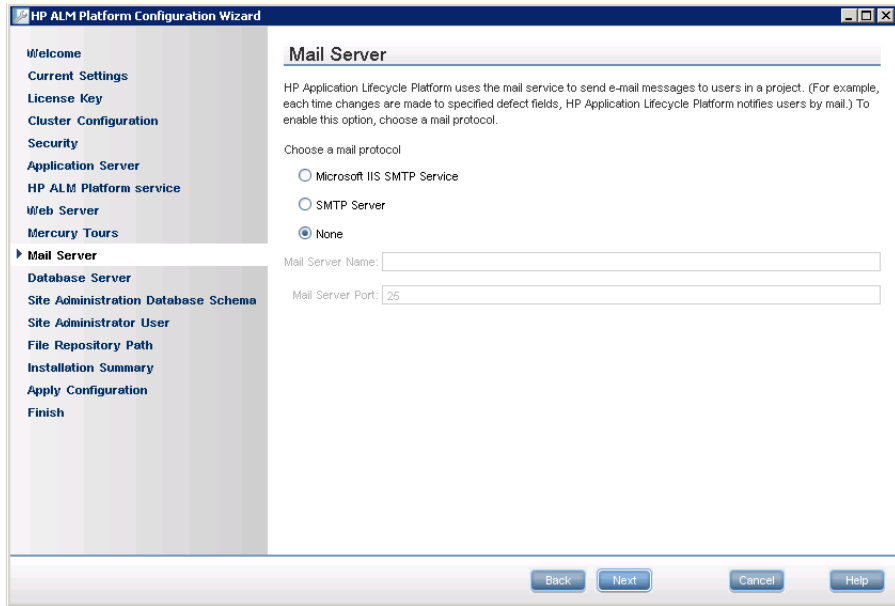 HP ALM Platform Configuration Wizard
Welcome
Current Settings
License Key
Cluster Configuration
Security
Application Server
HP ALM Platform service
Web Server
Mercury Tours
Mail Server
Database Server
Site Administration Database Schema
Site Administrator User
File Repository Path
Installation Summary
Apply Configuration
Finish
Mail Server
HP Application Lifecycle Platform uses the mail service to send e-mail messages to users in a project. (For example,
each time changes are made to specified defect fields, HP Application Lifecycle Platform notifies users by mail.) To
enable this option, choose a mail protocol.
Choose a mail protocol
Microsoft IIS SMTP Service
SMTP Server
None
Mail Server Name:
Mail Server Port: 25
Back Next Cancel Help